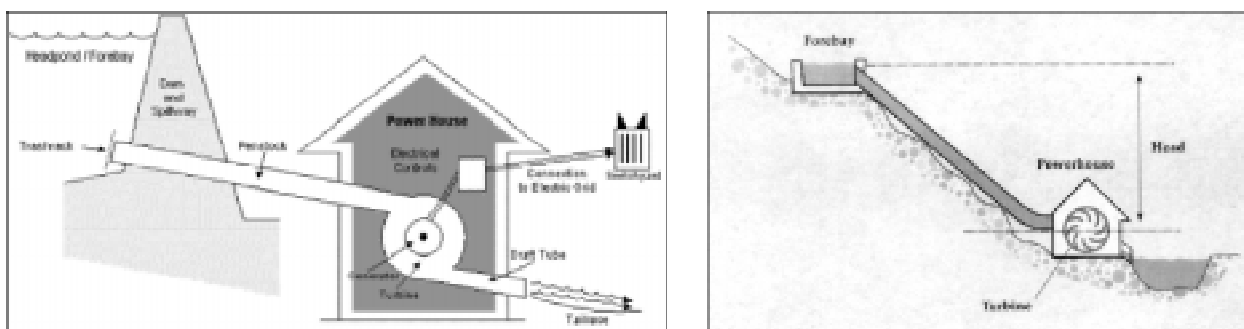 Headpond / Forebay
Dam
and
Spillway
Trashrack
Penstock
Power House
Electrical
Controls
Connection
to Electric Grid
Switchyard
Generator
Turbine
Draft Tube
Tailrace
Forebay
Head
Powerhouse
Turbine